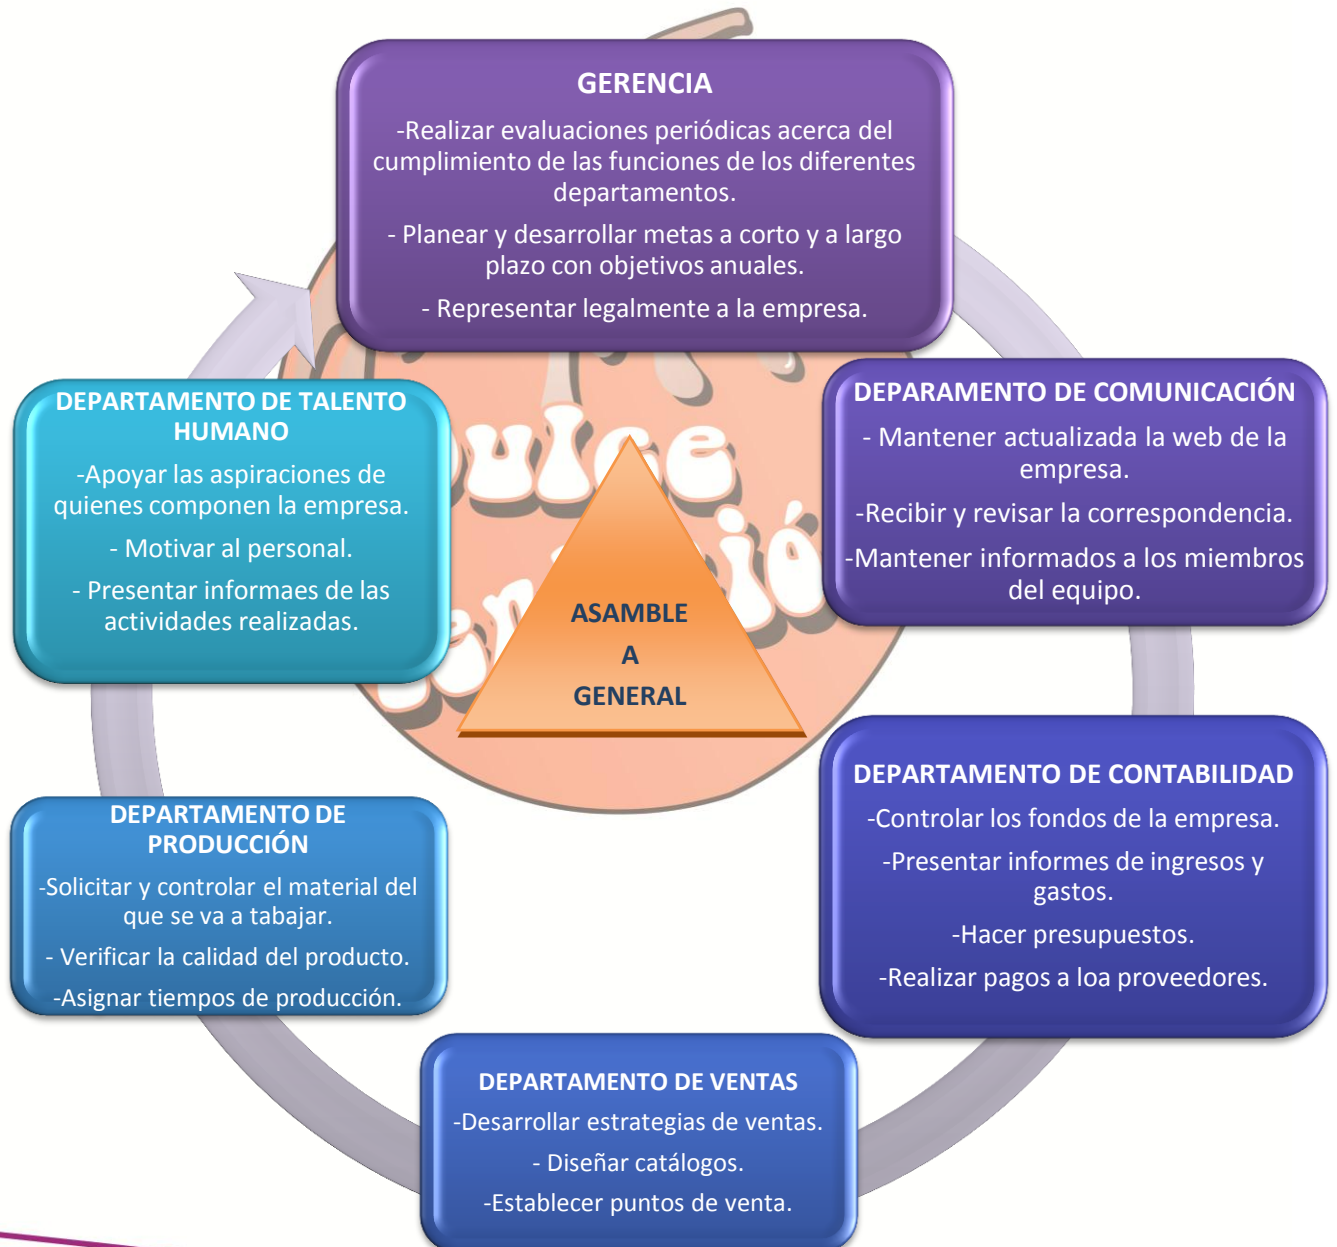 GERENCIA
-Realizar evaluaciones periódicas acerca del
cumplimiento de las funciones de los diferentes
departamentos.
- Planear y desarrollar metas a corto y a largo
plazo con objetivos anuales.
- Representar legalmente a la empresa.
DEPARAMENTO DE COMUNICACIÓN
- Mantener actualizada la web de la
empresa.
-Recibir y revisar la correspondencia.
-Mantener informados a los miembros
del equipo.
DEPARTAMENTO DE CONTABILIDAD
-Controlar los fondos de la empresa.
-Presentar informes de ingresos y
gastos.
-Hacer presupuestos.
-Realizar pagos a loa proveedores.
DEPARTAMENTO DE VENTAS
-Desarrollar estrategias de ventas.
- Diseñar catálogos.
-Establecer puntos de venta.
DEPARTAMENTO DE
PRODUCCIÓN
-Solicitar y controlar el material del
que se va a tabajar.
- Verificar la calidad del producto.
-Asignar tiempos de producción.
DEPARTAMENTO DE TALENTO
HUMANO
-Apoyar las aspiraciones de
quienes componen la empresa.
- Motivar al personal.
- Presentar informaes de las
actividades realizadas.
ASAMBLE
A
GENERAL